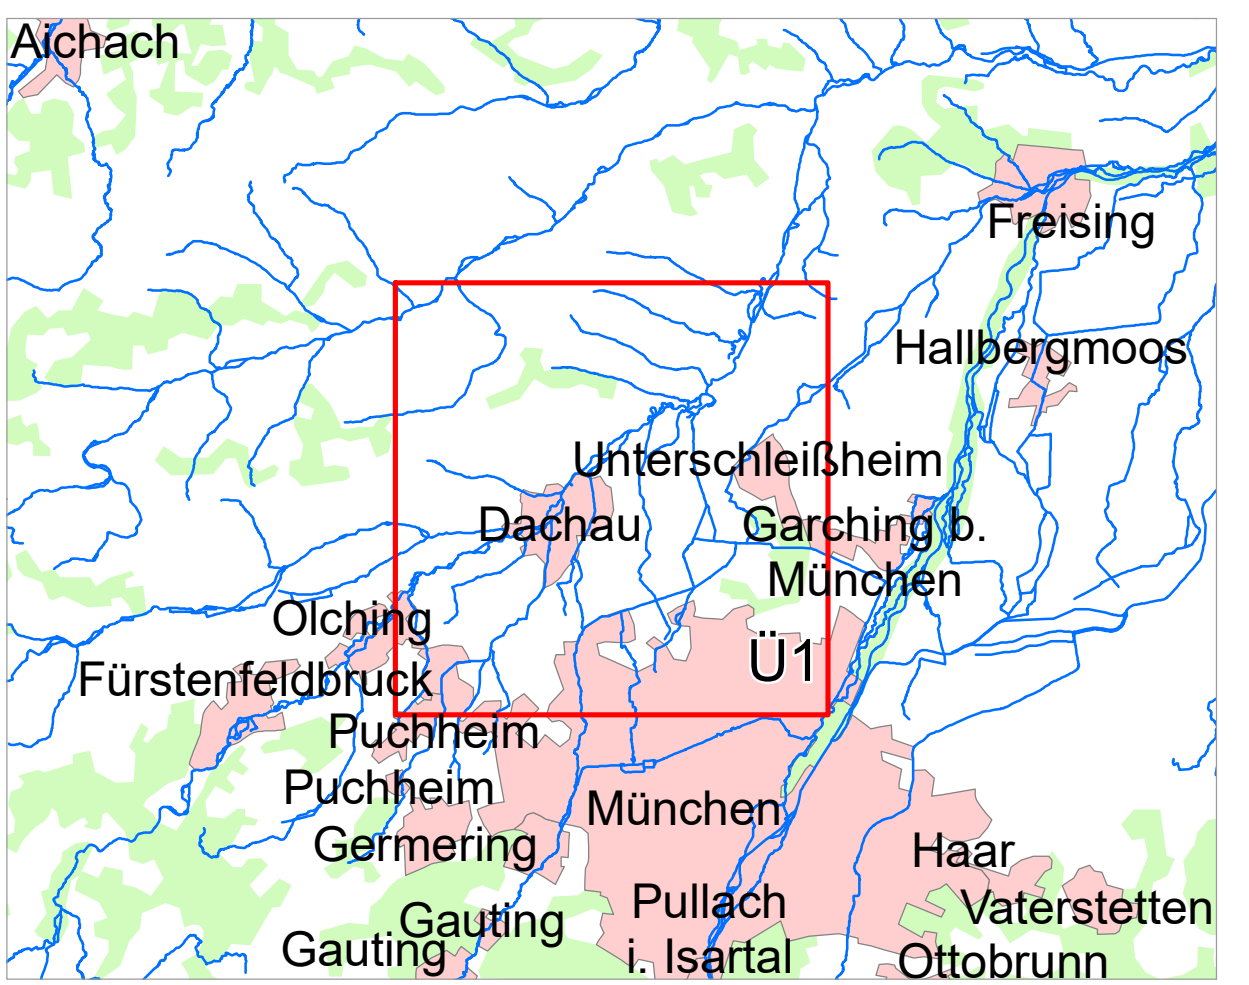 Aichach
Freising
Hallbergmoos
Unterschleißheim
Dachau
Garching b.
München
Olching
Ü1
Fürstenfeldbruck
Puchheim
Puchheim
München
Germering
Haar
Pullach
i. Isartal
Vaterstetten
Gauting
Gauting
Ottobrunn